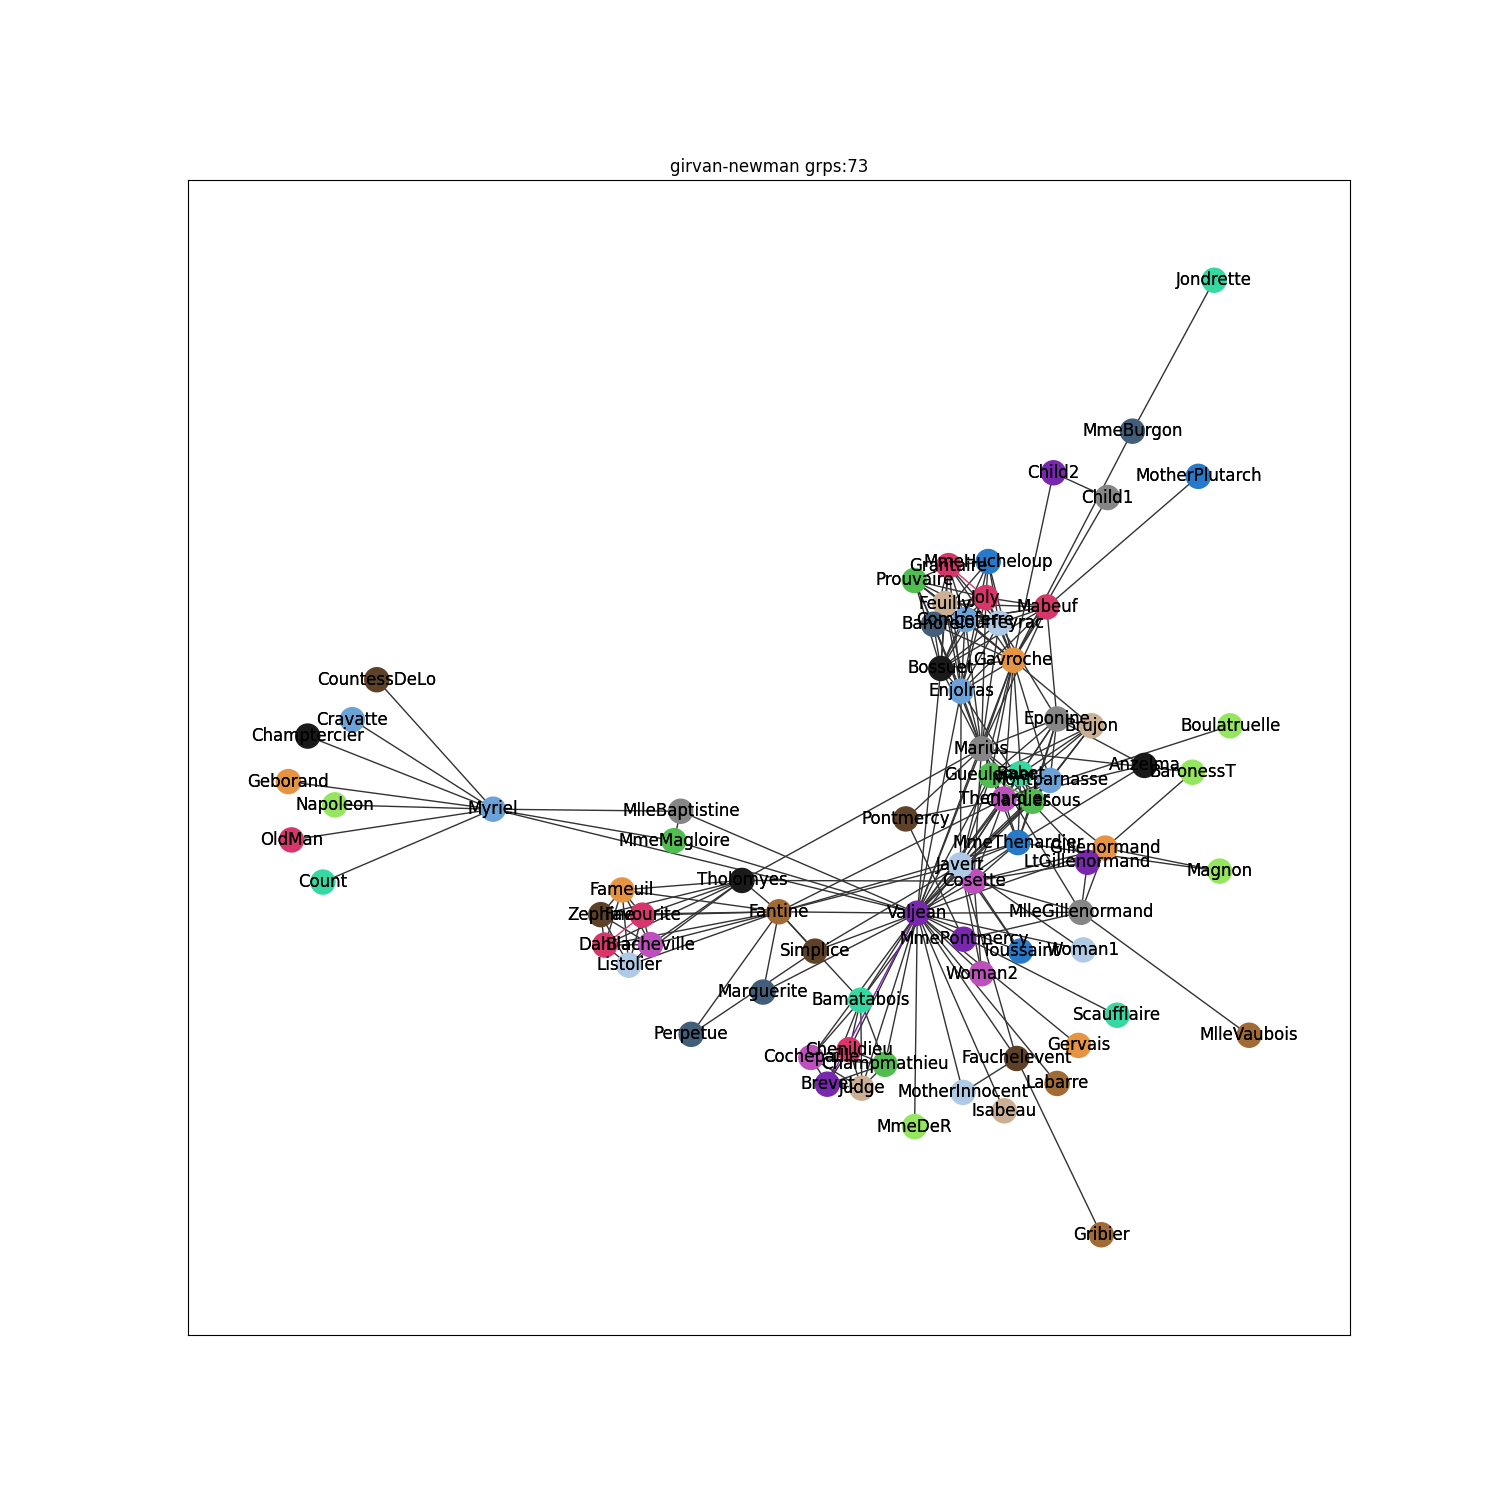 girvan-newman grps:73
Jondrette
MmeBurgon
Child2
MotherPlutarch
Child1
MmeHucheloup
Grantaire
Prouvaire
Joly
Feuilly
Mabeuf
Combeferre
Bahorel
Courfeyrac
Gavroche
Bossuet
CountessDeLo
Enjolras
Cravatte
Eponine
Brujon
Boulatruelle
Champtercier
Marius
Anzelma
BaronessT
Gueulemer
Babet
Montparnasse
Geborand
Thenardier
Claquesous
Napoleon
Myriel
MlleBaptistine
Pontmercy
OldMan
MmeMagloire
MmeThenardier
Gillenormand
LtGillenormand
Javert
Magnon
Count
Tholomyes
Cosette
Fameuil
Zephine
Favourite
Fantine
Valjean
MlleGillenormand
Dahlia
Blacheville
Simplice
MmePontmercy
Toussaint
Woman1
Listolier
Woman2
Marguerite
Bamatabois
Scaufflaire
Perpetue
MlleVaubois
Chenildieu
Gervais
Cochepaille
Champmathieu
Fauchelevent
Brevet
Judge
Labarre
MotherInnocent
Isabeau
MmeDeR
Gribier